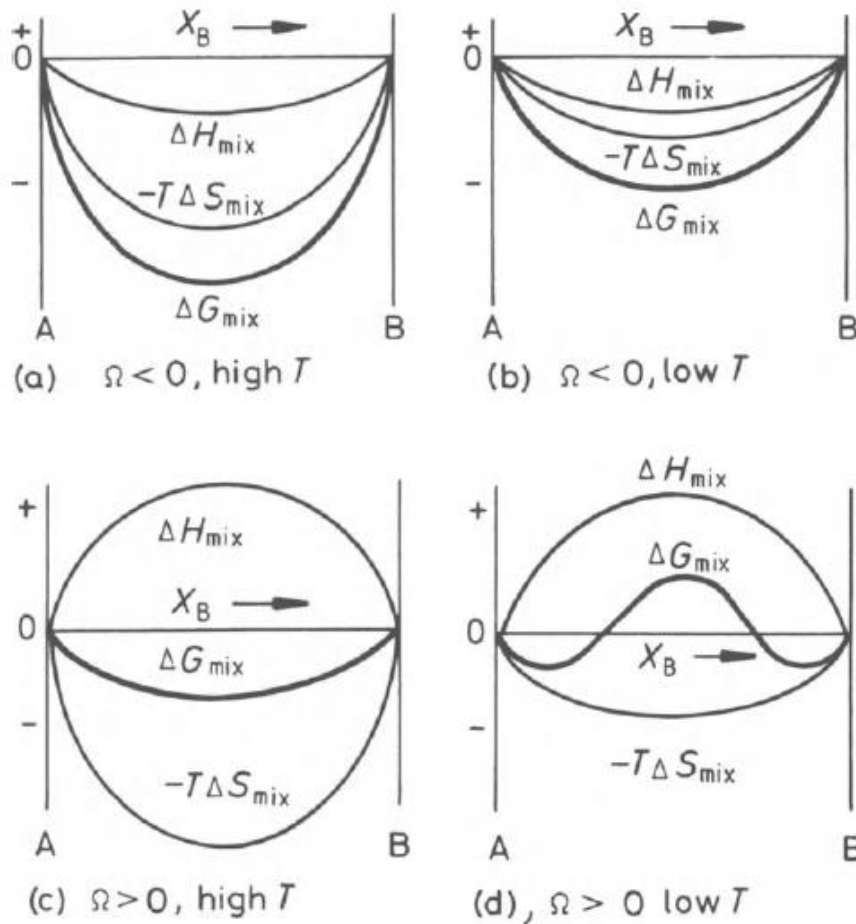 +
X_B
0
ΔH_mix
-TΔS_mix
-
ΔG_mix
A
B
(a) Ω < 0, high T
+
X_B
0
ΔH_mix
-TΔS_mix
-
ΔG_mix
A
B
(b) Ω < 0, low T
+
ΔH_mix
X_B
0
ΔG_mix
-
-TΔS_mix
A
B
(c) Ω > 0, high T
ΔH_mix
+
ΔG_mix
0
X_B
-
-TΔS_mix
A
B
(d), Ω > 0 low T